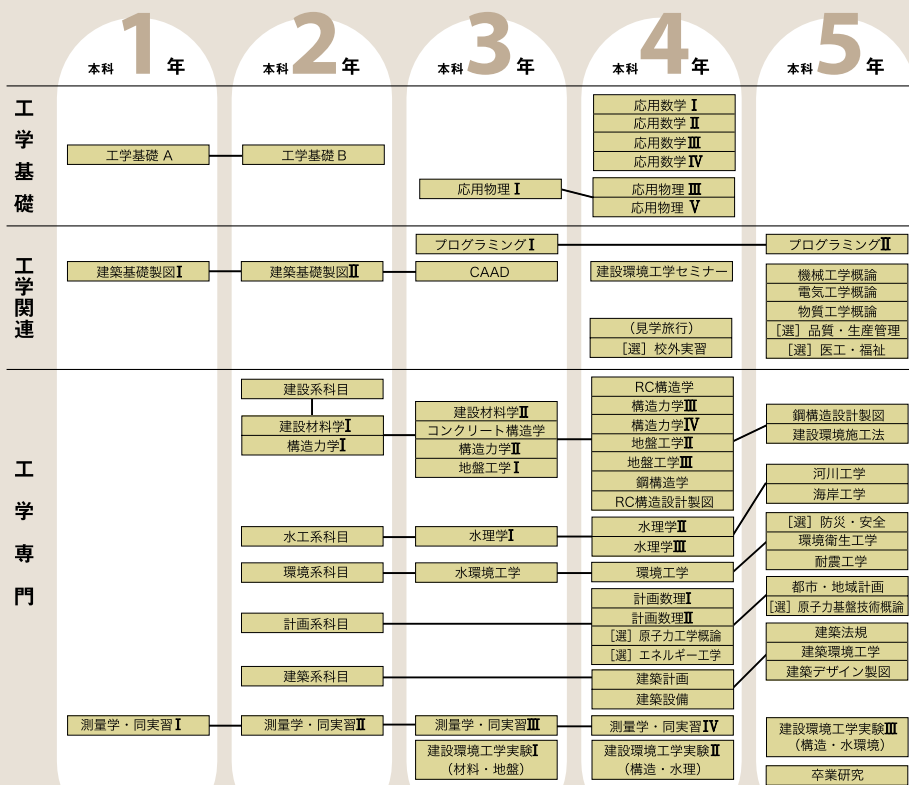 本科 1 年
本科 2 年
本科 3 年
本科 4 年
本科 5 年
工学基礎
工学基礎 A
工学基礎 B
応用物理 Ⅰ
応用数学 Ⅰ
応用数学 Ⅱ
応用数学 Ⅲ
応用数学 Ⅳ
応用物理 Ⅲ
応用物理 Ⅴ
工学関連
建築基礎製図Ⅰ
建築基礎製図Ⅱ
プログラミングⅠ
CAAD
建設環境工学セミナー
（見学旅行）
［選］校外実習
プログラミングⅡ
機械工学概論
電気工学概論
物質工学概論
［選］品質・生産管理
［選］医工・福祉
工学専門
建設系科目
建設材料学Ⅰ
構造力学Ⅰ
建設材料学Ⅱ
コンクリート構造学
構造力学Ⅱ
地盤工学Ⅰ
RC構造学
構造力学Ⅲ
構造力学Ⅳ
地盤工学Ⅱ
地盤工学Ⅲ
鋼構造学
RC構造設計製図
鋼構造設計製図
建設環境施工法
水工系科目
水理学Ⅰ
水理学Ⅱ
水理学Ⅲ
河川工学
海岸工学
環境系科目
水環境工学
環境工学
［選］防災・安全
環境衛生工学
耐震工学
計画系科目
計画数理Ⅰ
計画数理Ⅱ
［選］原子力工学概論
［選］エネルギー工学
都市・地域計画
［選］原子力基盤技術概論
建築系科目
建築計画
建築設備
建築法規
建築環境工学
建築デザイン製図
測量学・同実習Ⅰ
測量学・同実習Ⅱ
測量学・同実習Ⅲ
測量学・同実習Ⅳ
建設環境工学実験Ⅰ
（材料・地盤）
建設環境工学実験Ⅱ
（構造・水理）
建設環境工学実験Ⅲ
（構造・水環境）
卒業研究